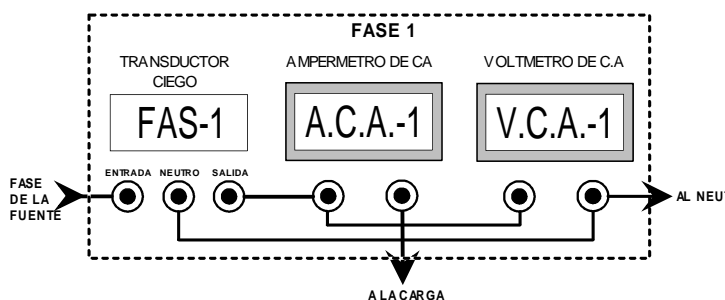 FASE 1
TRANSDUCTOR
CIEGO
AMPERMETRO DE CA
VOLTMETRO DE C.A
FAS-1
A.C.A.-1
V.C.A.-1
ENTRADA NEUTRO SALIDA
FASE
DE LA
FUENTE
AL NEUT
A LA CARGA